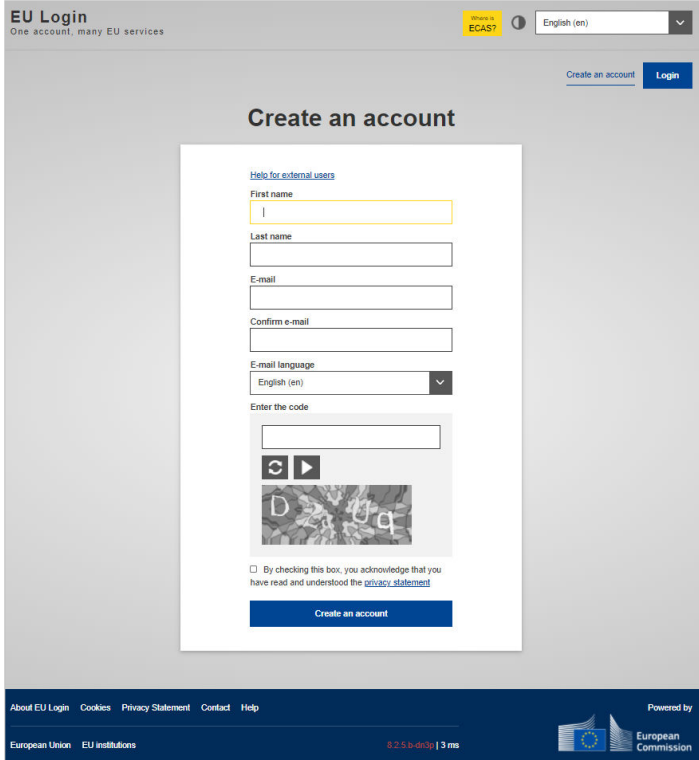 EU Login
One account, many EU services
Where is
ECAS?
English (en)
Create an account
Login
Create an account
Help for external users
First name
Last name
E-mail
Confirm e-mail
E-mail language
English (en)
Enter the code
By checking this box, you acknowledge that you
have read and understood the privacy statement
Create an account
About EU Login Cookies Privacy Statement Contact Help
Powered by
European Union EU institutions
8.2.5.b-dn3p | 3 ms
European
Commission